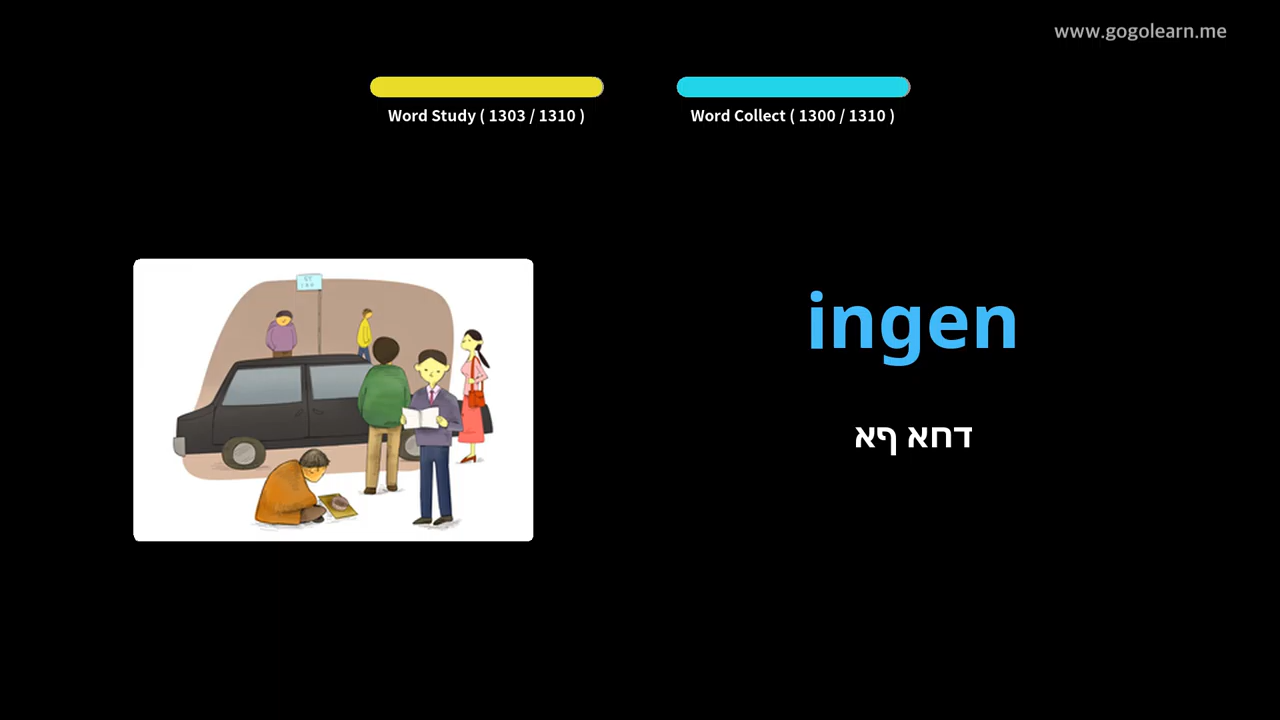 www.gogolearn.me
Word Study ( 1303 / 1310 )
Word Collect ( 1300 / 1310 )
ingen
דחא ףא